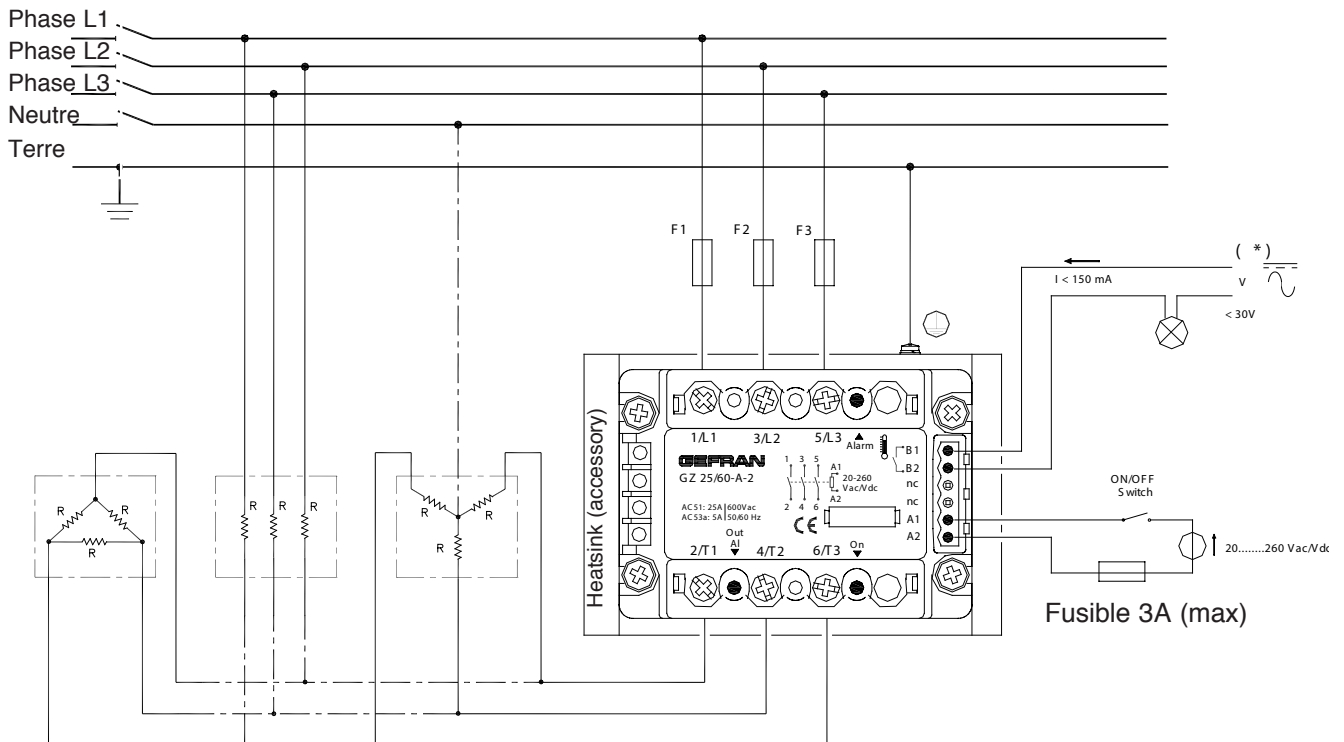 Phase L1
Phase L2
Phase L3
Neutre
Terre
F1 F2 F3
( *)
I < 150 mA
V
< 30V
Heatsink (accessory)
1/L1 3/L2 5/L3
Alarm
GEFRAN
GZ 25/60-A-2
1 3 5
2 4 6
A1
20-260
Vac/Vdc
A2
AC51: 25A 600Vac
AC53a: 5A 50/60 Hz
CE
B1
B2
nc
nc
A1
A2
Out
Al
On
2/T1 4/T2 6/T3
ON/OFF
Switch
20........260 Vac/Vdc
Fusible 3A (max)
R R
R
R R R
R R
R